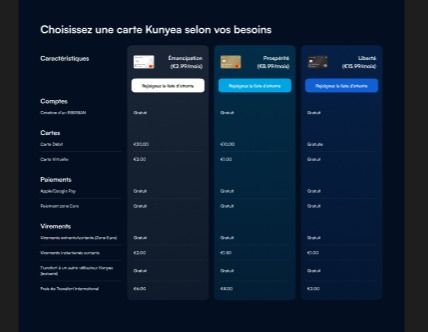 Choisissez une carte Kunyea selon vos besoins
Caractéristiques
Émancipation
(€2.99/mois)
Prospérité
(€8.99/mois)
Liberté
(€15.99/mois)
Rejoignez la liste d'attente
Rejoignez la liste d'attente
Rejoignez la liste d'attente
Comptes
Création d'un IBAN
Gratuit
Gratuit
Gratuit
Cartes
Carte Débit
€20.00
€10.00
Gratuite
Carte Virtuelle
€2.00
€1.00
Gratuit
Paiements
Apple/Google Pay
Gratuit
Gratuit
Gratuit
Paiement zone Euro
Gratuit
Gratuit
Gratuit
Virements
Virements entrants/sortants (Zone Euro)
Gratuit
Gratuit
Gratuit
Virements instantanés sortants
€2.00
€1.00
Transfert à un autre utilisateur Kunyea
(instant)
Gratuit
Gratuit
Gratuit
Frais de Transfert International
€6.00
€4.00
€2.00